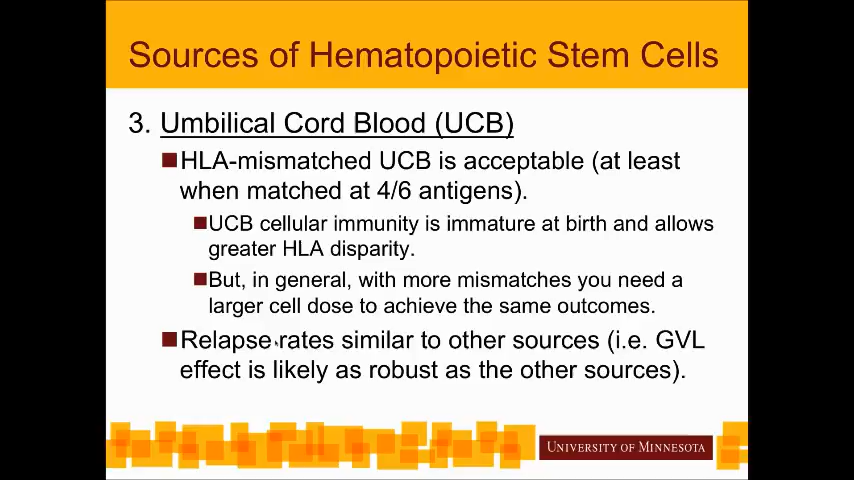 Sources of Hematopoietic Stem Cells
3. Umbilical Cord Blood (UCB)
HLA-mismatched UCB is acceptable (at least
when matched at 4/6 antigens).
UCB cellular immunity is immature at birth and allows
greater HLA disparity.
But, in general, with more mismatches you need a
larger cell dose to achieve the same outcomes.
Relapse rates similar to other sources (i.e. GVL
effect is likely as robust as the other sources).
UNIVERSITY OF MINNESOTA